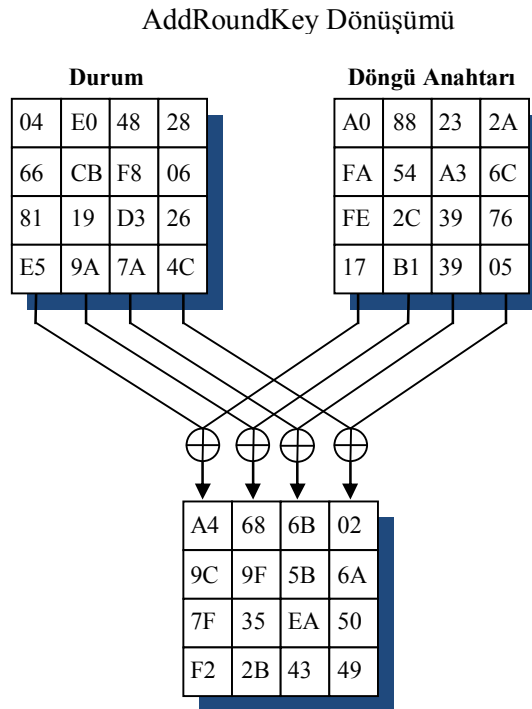 AddRoundKey Dönüşümü
Durum
04 E0 48 28
66 CB F8 06
81 19 D3 26
E5 9A 7A 4C
Döngü Anahtarı
A0 88 23 2A
FA 54 A3 6C
FE 2C 39 76
17 B1 39 05
A4 68 6B 02
9C 9F 5B 6A
7F 35 EA 50
F2 2B 43 49